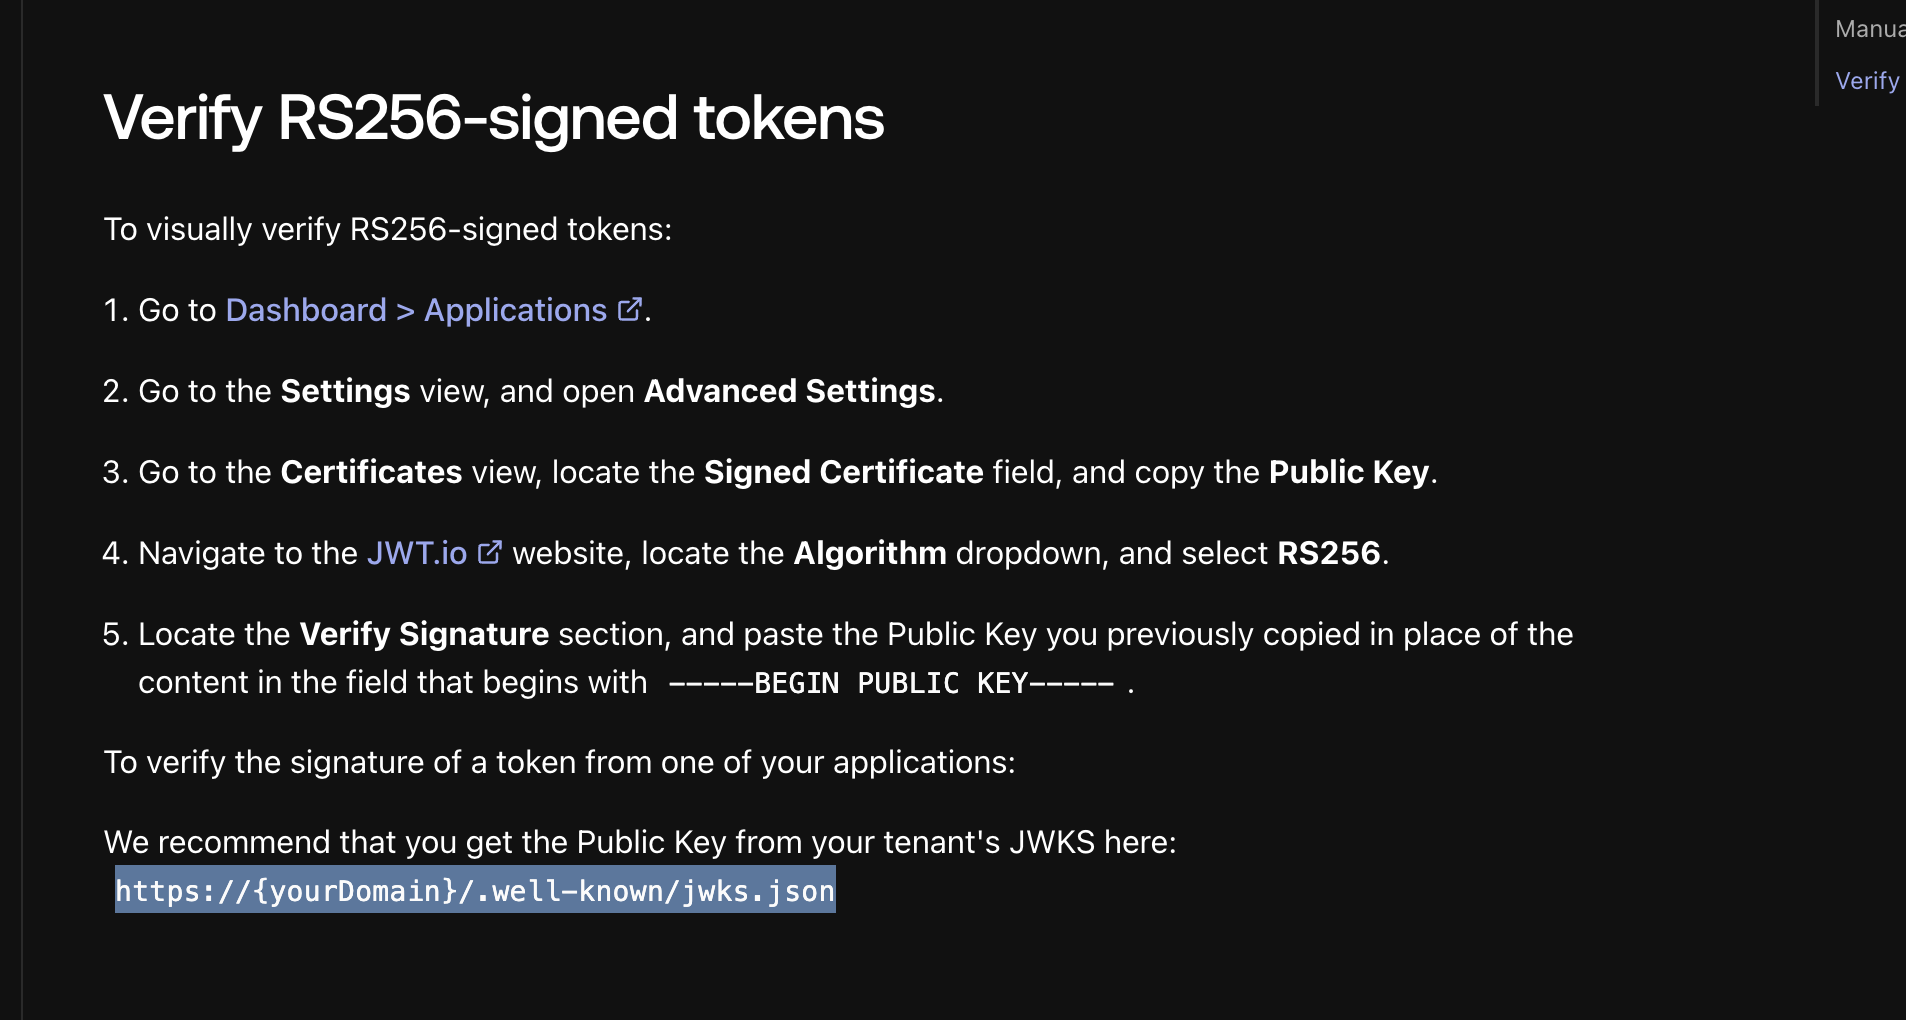 Manua
Verify
Verify RS256-signed tokens
To visually verify RS256-signed tokens:
1. Go to Dashboard > Applications.
2. Go to the Settings view, and open Advanced Settings.
3. Go to the Certificates view, locate the Signed Certificate field, and copy the Public Key.
4. Navigate to the JWT.io website, locate the Algorithm dropdown, and select RS256.
5. Locate the Verify Signature section, and paste the Public Key you previously copied in place of the
content in the field that begins with -----BEGIN PUBLIC KEY----- .
To verify the signature of a token from one of your applications:
We recommend that you get the Public Key from your tenant's JWKS here:
https://{yourDomain}/.well-known/jwks.json